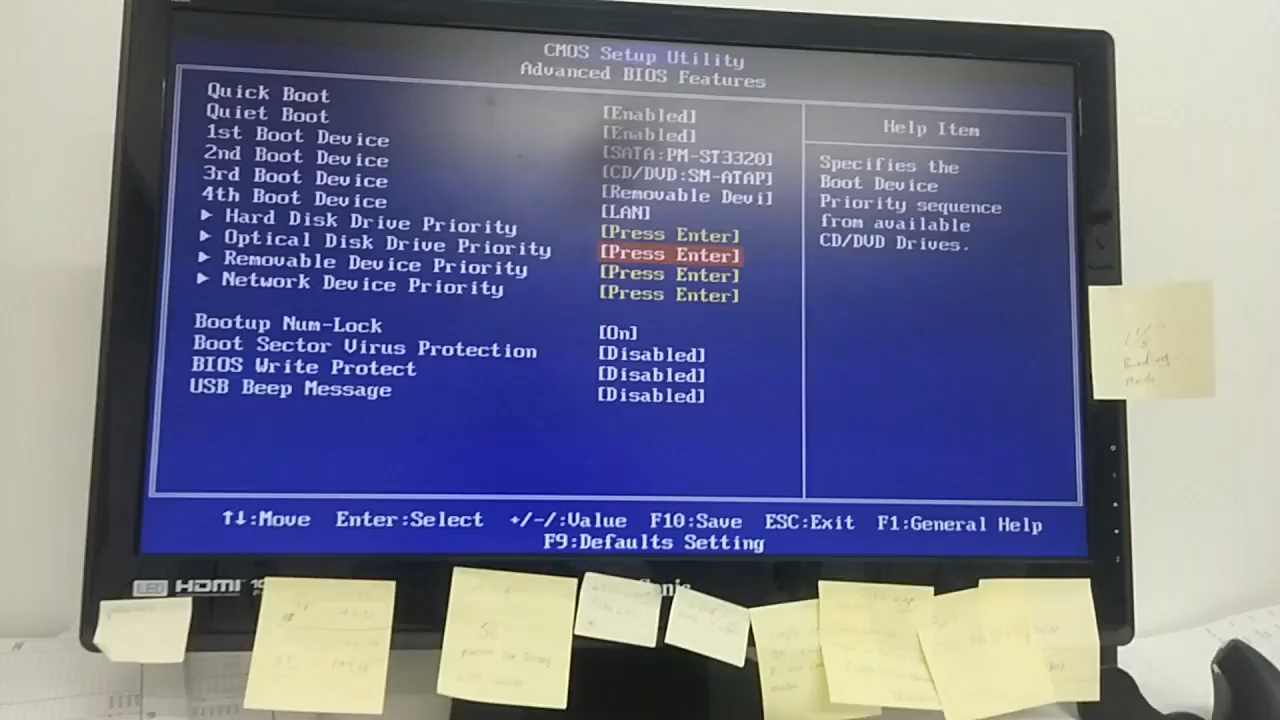 CMOS Setup Utility
Advanced BIOS Features
Quick Boot [Enabled]
Quiet Boot [Enabled]
1st Boot Device [SATA:PM-ST3320]
2nd Boot Device [CD/DVD:SM-ATAP]
3rd Boot Device [Removable Devi]
4th Boot Device [LAN]
▶ Hard Disk Drive Priority [Press Enter]
▶ Optical Disk Drive Priority [Press Enter]
▶ Removable Device Priority [Press Enter]
▶ Network Device Priority [Press Enter]
Bootup Num-Lock [On]
Boot Sector Virus Protection [Disabled]
BIOS Write Protect [Disabled]
USB Beep Message [Disabled]
Help Item
Specifies the
Boot Device
Priority sequence
from available
CD/DVD Drives.
↑↓:Move Enter:Select +/-/:Value F10:Save ESC:Exit F1:General Help
F9:Defaults Setting
LED HDMI